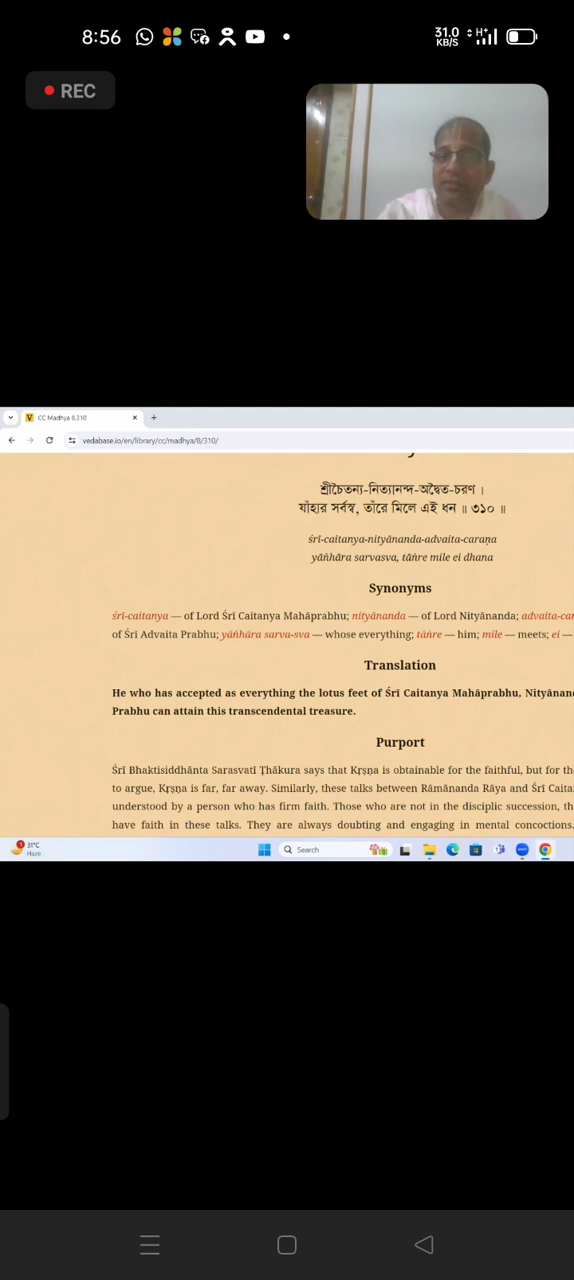 8:56
31.0 KB/S H+
REC
CC Madhya 8.310
vedabase.io/en/library/cc/madhya/8/310/
শ্রীচৈতন্য-নিত্যানন্দ-অদ্বৈত-চরণ ।
যাঁহার সর্বস্ব, তাঁরে মিলে এই ধন ॥ ৩১০ ॥
śrī-caitanya-nityānanda-advaita-caraṇa
yāṅhāra sarvasva, tāṅre mile ei dhana
Synonyms
śrī-caitanya — of Lord Śrī Caitanya Mahāprabhu; nityānanda — of Lord Nityānanda; advaita-car
of Śrī Advaita Prabhu; yāṅhāra sarva-sva — whose everything; tāṅre — him; mile — meets; ei —
Translation
He who has accepted as everything the lotus feet of Śrī Caitanya Mahāprabhu, Nityānan
Prabhu can attain this transcendental treasure.
Purport
Śrī Bhaktisiddhānta Sarasvatī Ṭhākura says that Kṛṣṇa is obtainable for the faithful, but for th
to argue, Kṛṣṇa is far, far away. Similarly, these talks between Rāmānanda Rāya and Śrī Caita
understood by a person who has firm faith. Those who are not in the disciplic succession, th
have faith in these talks. They are always doubting and engaging in mental concoctions.
1
31°C
Haze
Search